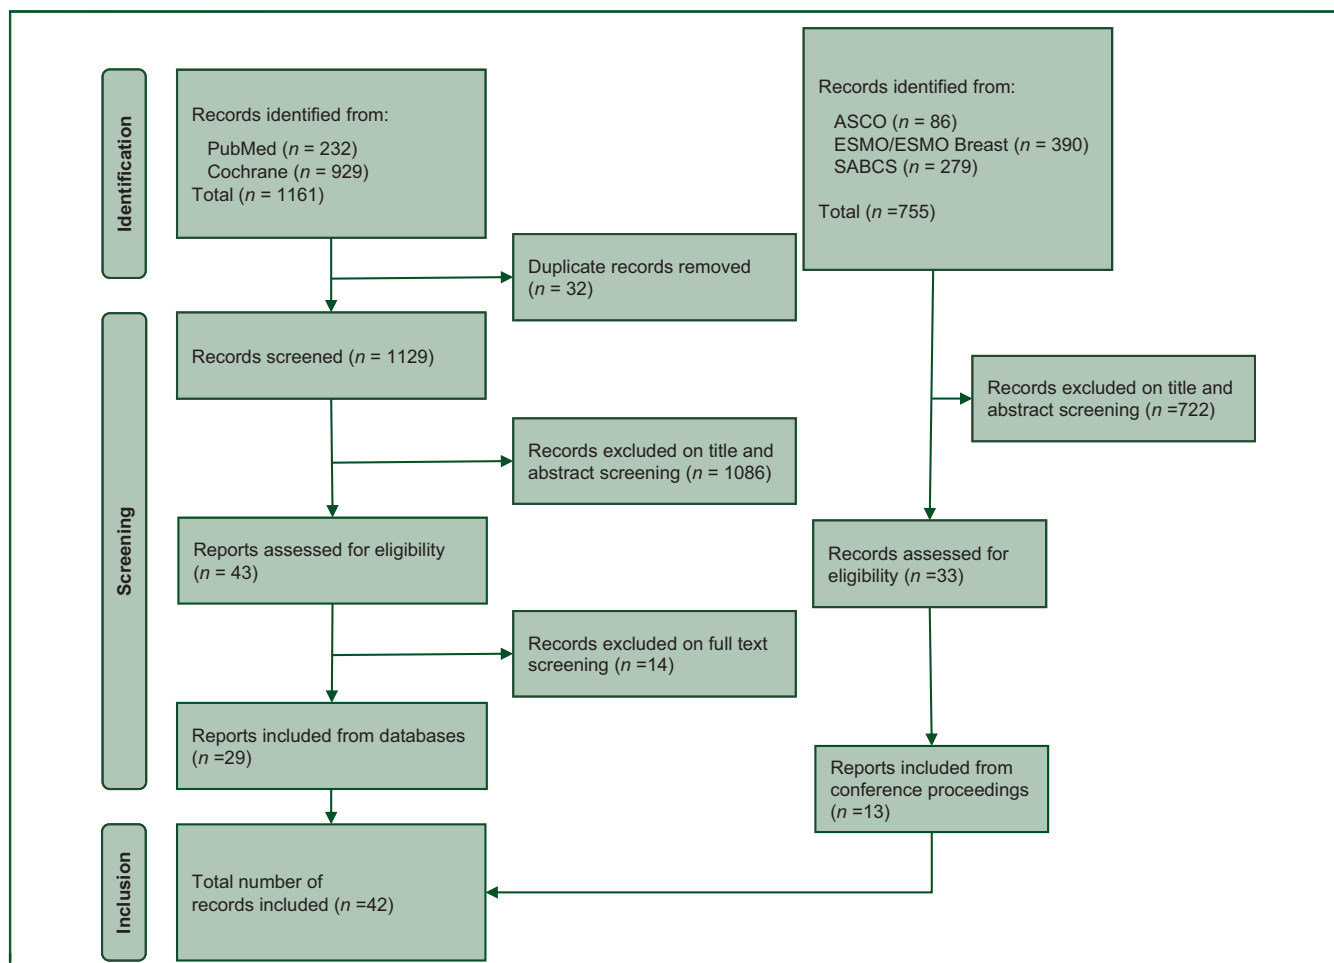 Identification
Records identified from:
PubMed (n = 232)
Cochrane (n = 929)
Total (n = 1161)
Records identified from:
ASCO (n = 86)
ESMO/ESMO Breast (n = 390)
SABCS (n = 279)
Total (n =755)
Duplicate records removed
(n = 32)
Screening
Records screened (n = 1129)
Records excluded on title and
abstract screening (n =722)
Records excluded on title and
abstract screening (n = 1086)
Reports assessed for eligibility
(n = 43)
Records assessed for
eligibility (n =33)
Records excluded on full text
screening (n =14)
Reports included from databases
(n =29)
Reports included from
conference proceedings
(n =13)
Inclusion
Total number of
records included (n =42)